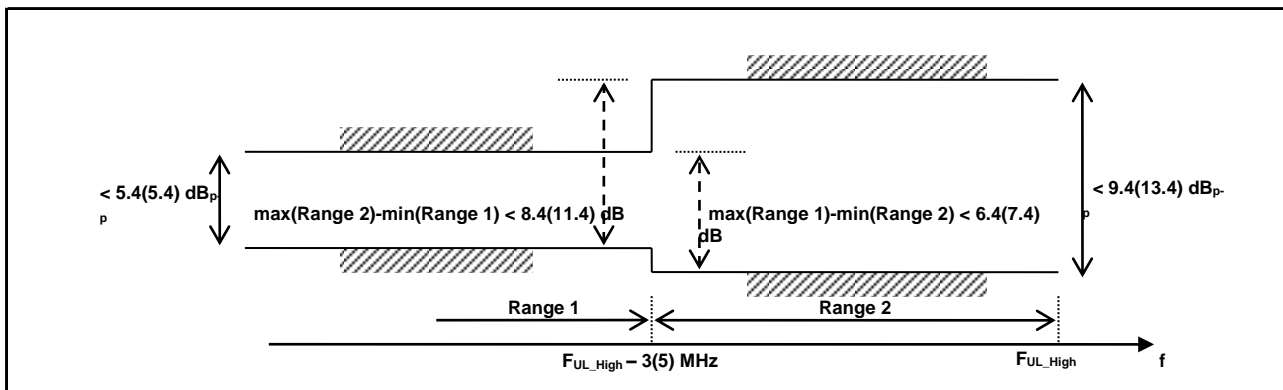 < 5.4(5.4) dBp-p
max(Range 2)-min(Range 1) < 8.4(11.4) dB
max(Range 1)-min(Range 2) < 6.4(7.4)
dB
< 9.4(13.4) dBp-p
Range 1
Range 2
FUL_High – 3(5) MHz
FUL_High
f